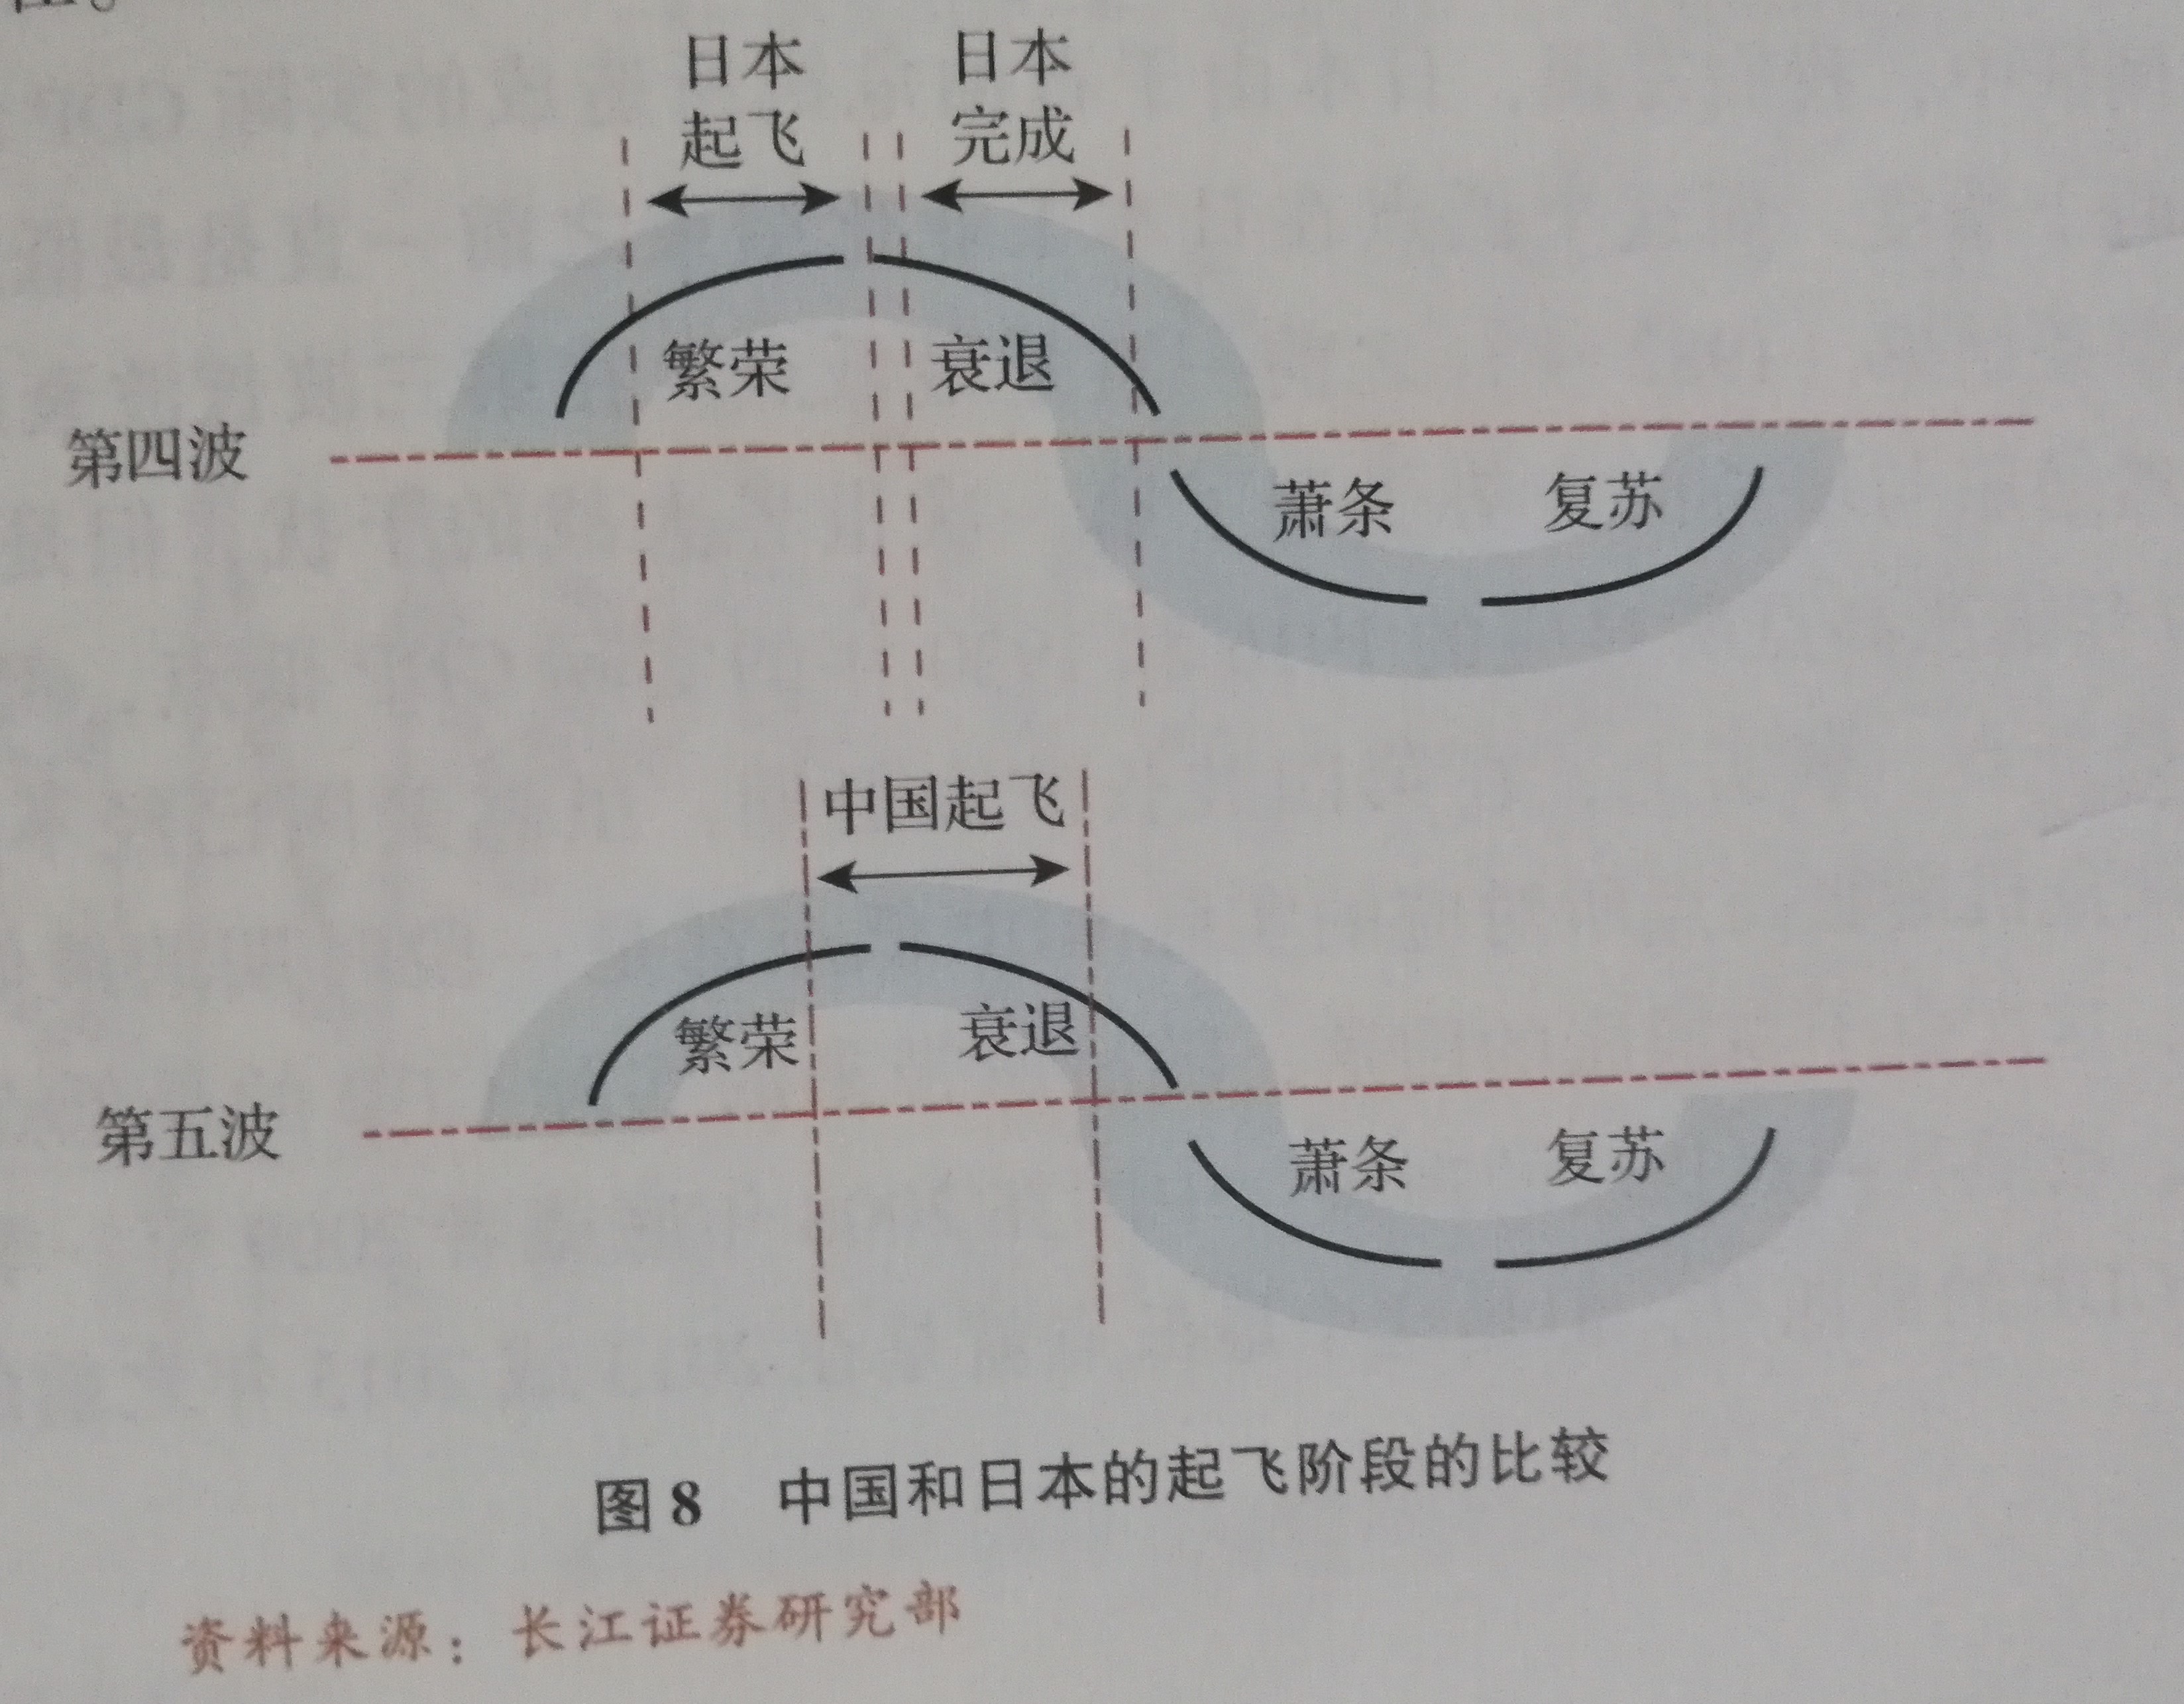 日本
起飞
日本
完成
繁荣
衰退
第四波
萧条
复苏
中国起飞
繁荣
衰退
第五波
萧条
复苏
图 8 中国和日本的起飞阶段的比较
资料来源：长江证券研究部